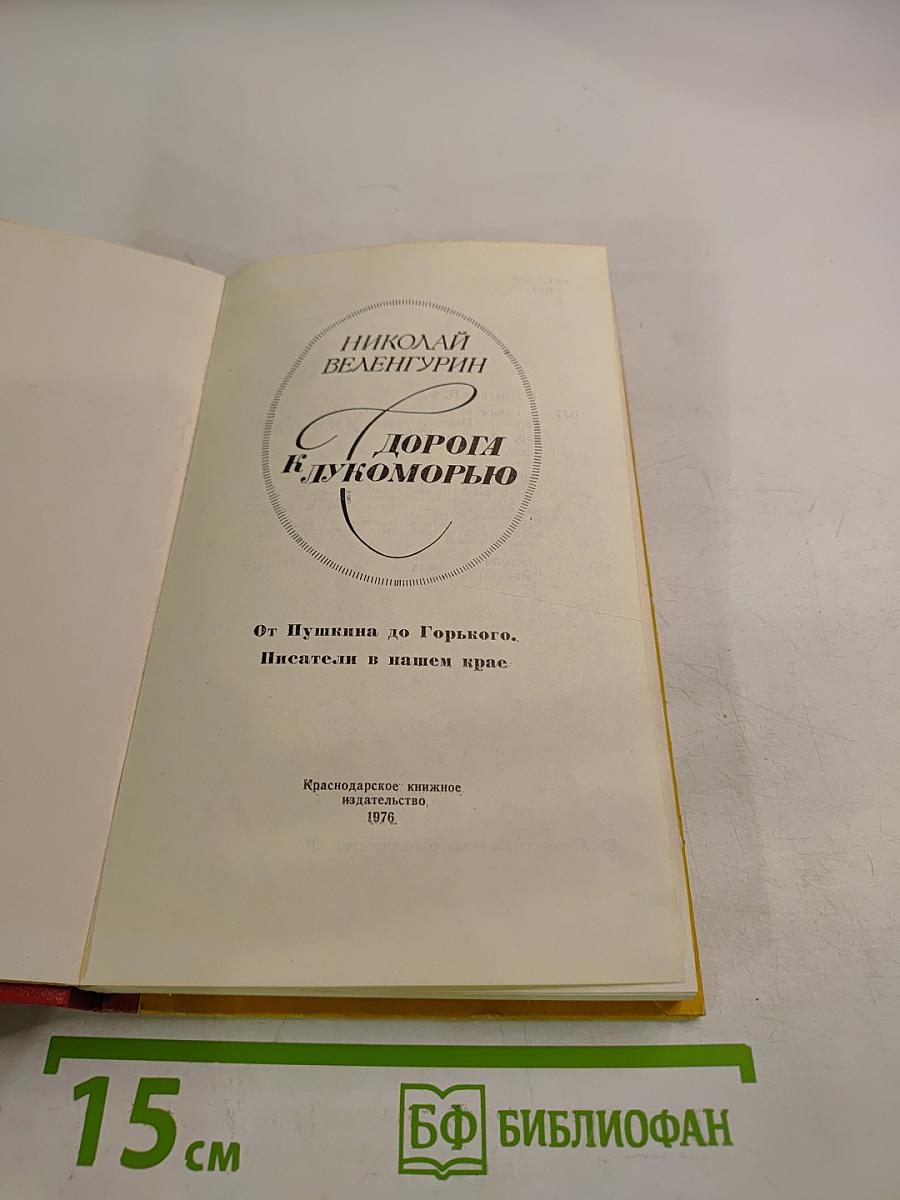 НИКОЛАЙ
ВЕЛЕНГУРИН
ДОРОГА
К ЛУКОМОРЬЮ
От Пушкина до Горького.
Писатели в нашем крае
Краснодарское книжное
издательство
1976
15 см
БФ БИБЛИОФАН